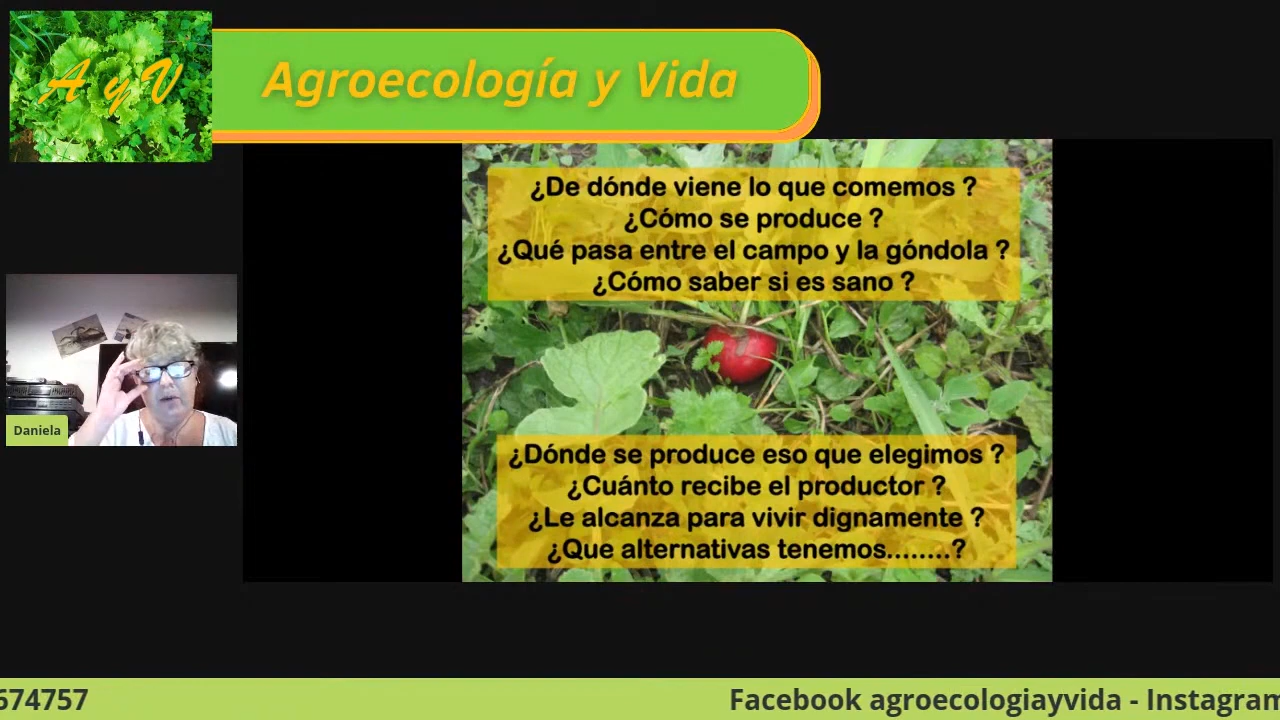 A y V
Agroecología y Vida
¿De dónde viene lo que comemos ?
¿Cómo se produce ?
¿Qué pasa entre el campo y la góndola ?
¿Cómo saber si es sano ?
Daniela
¿Dónde se produce eso que elegimos ?
¿Cuánto recibe el productor ?
¿Le alcanza para vivir dignamente ?
¿Que alternativas tenemos........?
674757
Facebook agroecologiayvida - Instagram